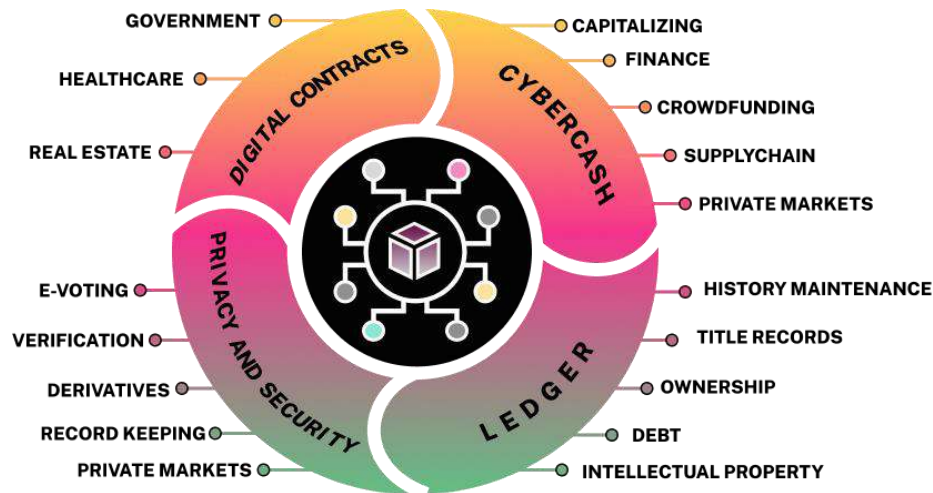 GOVERNMENT
HEALTHCARE
REAL ESTATE
DIGITAL CONTRACTS
CYBERCASH
CAPITALIZING
FINANCE
CROWDFUNDING
SUPPLYCHAIN
PRIVATE MARKETS
E-VOTING
VERIFICATION
DERIVATIVES
RECORD KEEPING
PRIVATE MARKETS
PRIVACY AND SECURITY
LEDGER
HISTORY MAINTENANCE
TITLE RECORDS
OWNERSHIP
DEBT
INTELLECTUAL PROPERTY